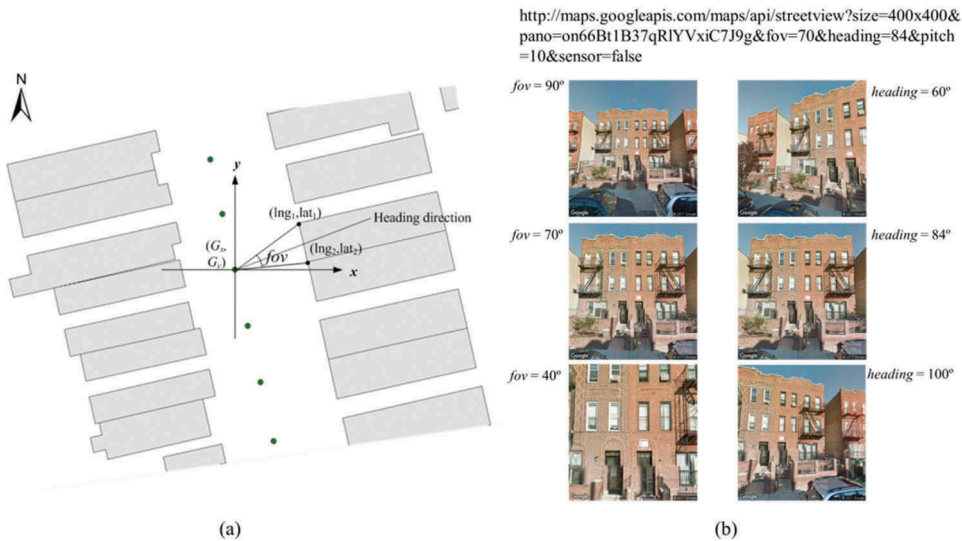 http://maps.googleapis.com/maps/api/streetview?size=400x400&
pano=on66Bt1B37qRlYVxiC7J9g&fov=70&heading=84&pitch
=10&sensor=false
N
y
(lng₁,lat₁)
Heading direction
(Gₓ,
Gᵧ)
fov
(lng₂,lat₂)
x
fov = 90º
heading = 60º
Google
Google
fov = 70º
heading = 84º
Google
Google
fov = 40º
heading = 100º
Google
Google
(a)
(b)